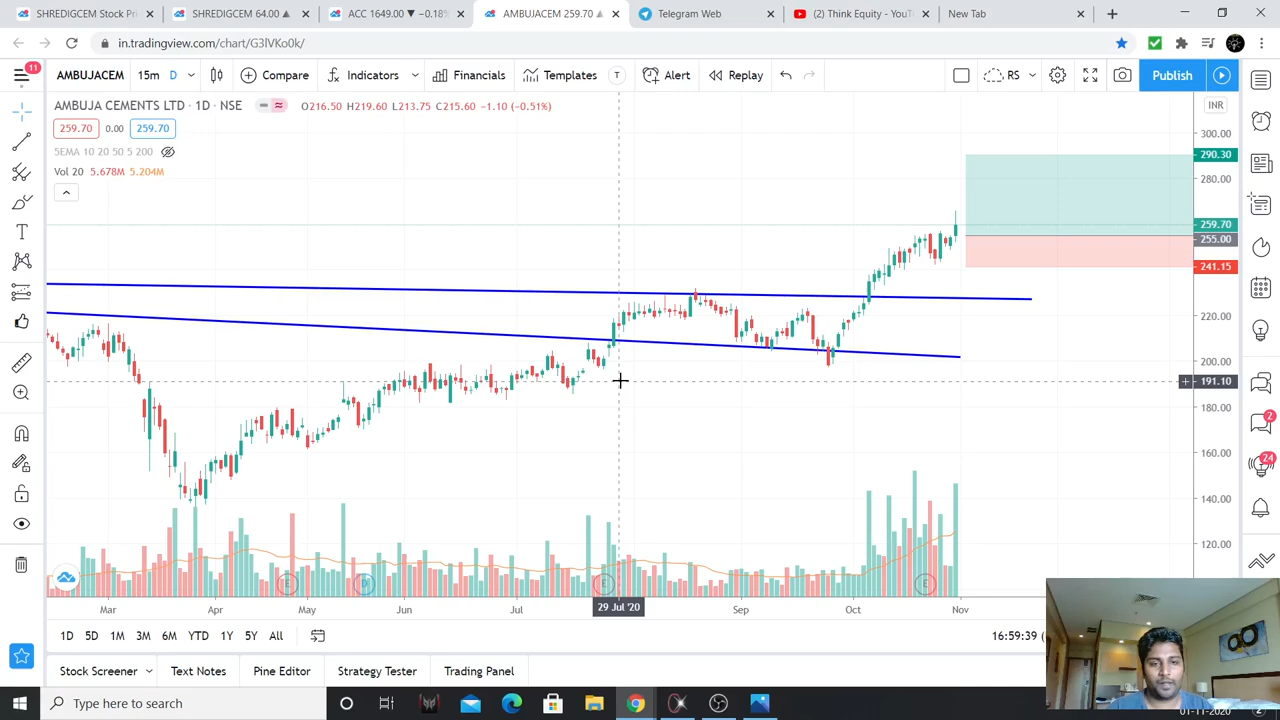 SHREDIGCEM Stock Pri
SHREDIGCEM 64.00 ▲
ACC 1649.00 ▼ −0.18%
AMBUJACEM 259.70 ▲
Telegram Web
(2) Think Equity - YouT
New Tab
in.tradingview.com/chart/G3lVKo0k/
11
AMBUJACEM
15m
D
Compare
Indicators
Financials
Templates
T
Alert
Replay
RS
Publish
AMBUJA CEMENTS LTD · 1D · NSE
O216.50 H219.60 L213.75 C215.60 −1.10 (−0.51%)
INR
259.70
0.00
259.70
5EMA 10 20 50 5 200
Vol 20 5.678M 5.204M
300.00
290.30
280.00
259.70
255.00
241.15
220.00
200.00
191.10
180.00
160.00
140.00
120.00
2
24
E
D
E
E
Mar
Apr
May
Jun
Jul
29 Jul '20
Sep
Oct
Nov
1D
5D
1M
3M
6M
YTD
1Y
5Y
All
16:59:39 (
Stock Screener
Text Notes
Pine Editor
Strategy Tester
Trading Panel
Type here to search
01-11-2020